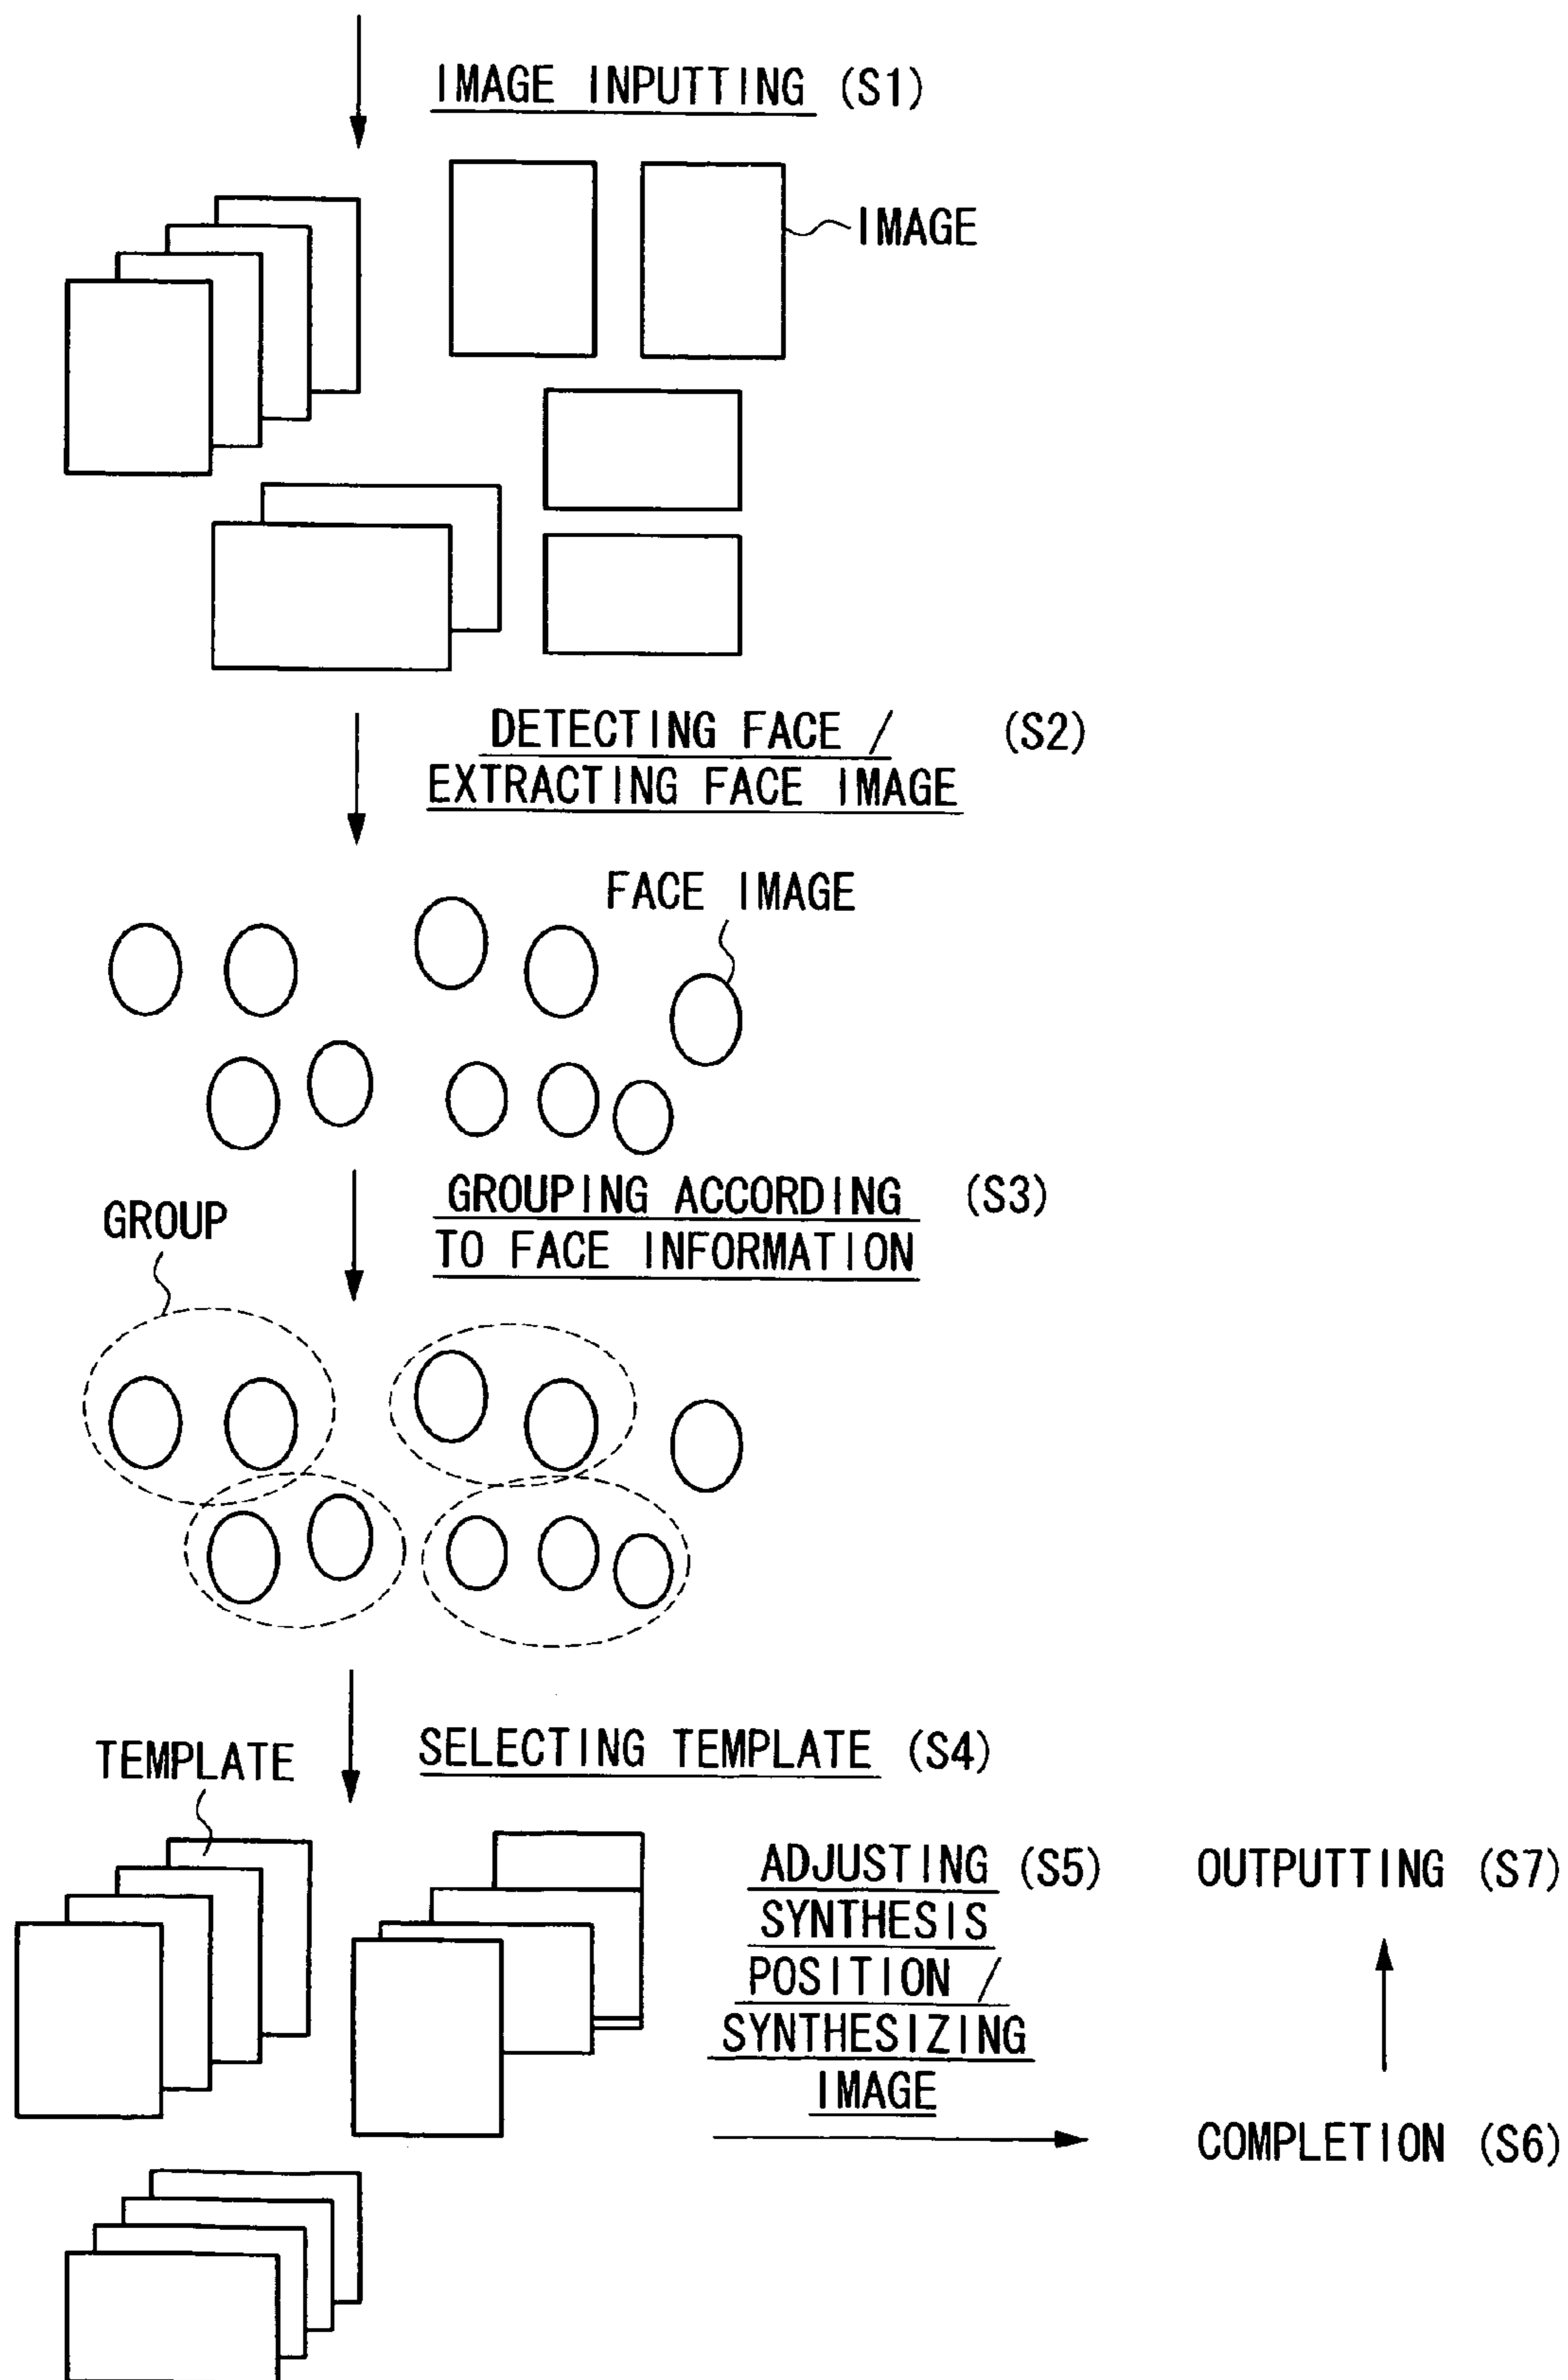 IMAGE INPUTTING (S1)
IMAGE
DETECTING FACE / (S2)
EXTRACTING FACE IMAGE
FACE IMAGE
GROUPING ACCORDING (S3)
TO FACE INFORMATION
GROUP
SELECTING TEMPLATE (S4)
TEMPLATE
ADJUSTING (S5)
SYNTHESIS
POSITION /
SYNTHESIZING
IMAGE
OUTPUTTING (S7)
COMPLETION (S6)